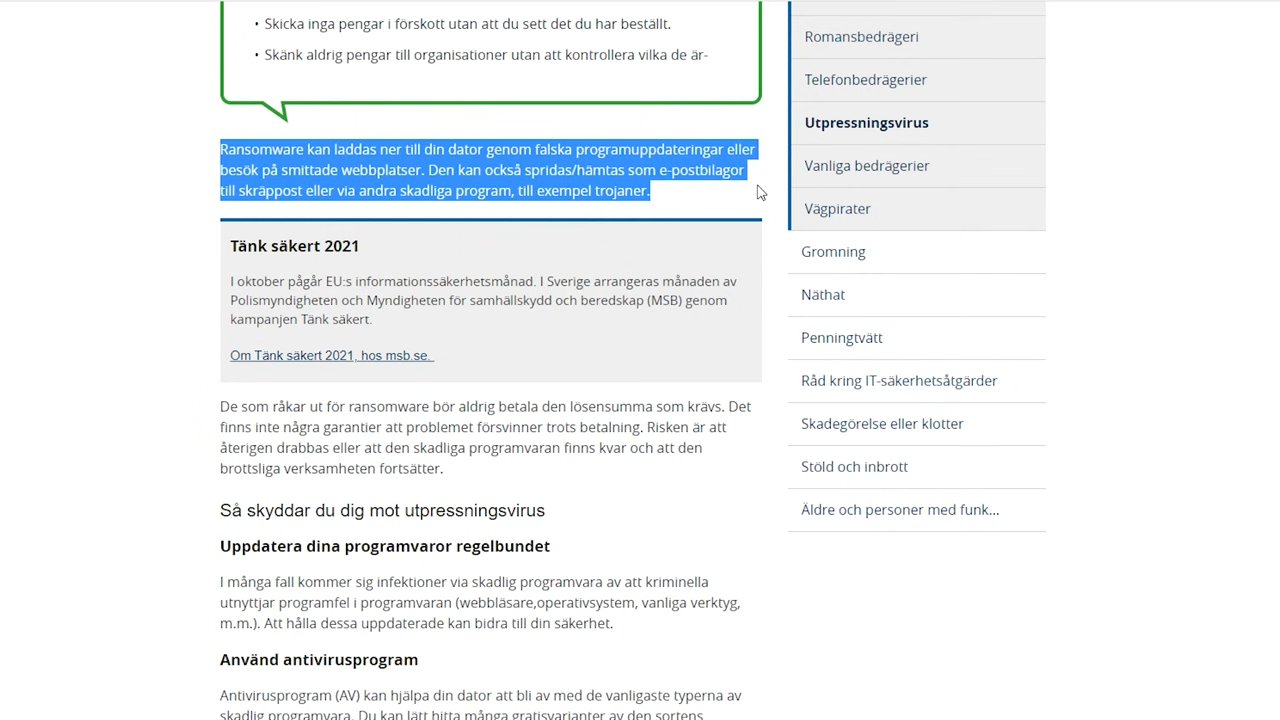 • Skicka inga pengar i förskott utan att du sett det du har beställt.
• Skänk aldrig pengar till organisationer utan att kontrollera vilka de är-
Ransomware kan laddas ner till din dator genom falska programuppdateringar eller
besök på smittade webbplatser. Den kan också spridas/hämtas som e-postbilagor
till skräppost eller via andra skadliga program, till exempel trojaner.
Tänk säkert 2021
I oktober pågår EU:s informationssäkerhetsmånad. I Sverige arrangeras månaden av
Polismyndigheten och Myndigheten för samhällskydd och beredskap (MSB) genom
kampanjen Tänk säkert.
Om Tänk säkert 2021, hos msb.se.
De som råkar ut för ransomware bör aldrig betala den lösensumma som krävs. Det
finns inte några garantier att problemet försvinner trots betalning. Risken är att
återigen drabbas eller att den skadliga programvaran finns kvar och att den
brottsliga verksamheten fortsätter.
Så skyddar du dig mot utpressningsvirus
Uppdatera dina programvaror regelbundet
I många fall kommer sig infektioner via skadlig programvara av att kriminella
utnyttjar programfel i programvaran (webbläsare,operativsystem, vanliga verktyg,
m.m.). Att hålla dessa uppdaterade kan bidra till din säkerhet.
Använd antivirusprogram
Antivirusprogram (AV) kan hjälpa din dator att bli av med de vanligaste typerna av
skadlig programvara. Du kan lätt hitta många gratisvarianter av den sortens
Romansbedrägeri
Telefonbedrägerier
Utpressningsvirus
Vanliga bedrägerier
Vägpirater
Gromning
Näthat
Penningtvätt
Råd kring IT-säkerhetsåtgärder
Skadegörelse eller klotter
Stöld och inbrott
Äldre och personer med funk...